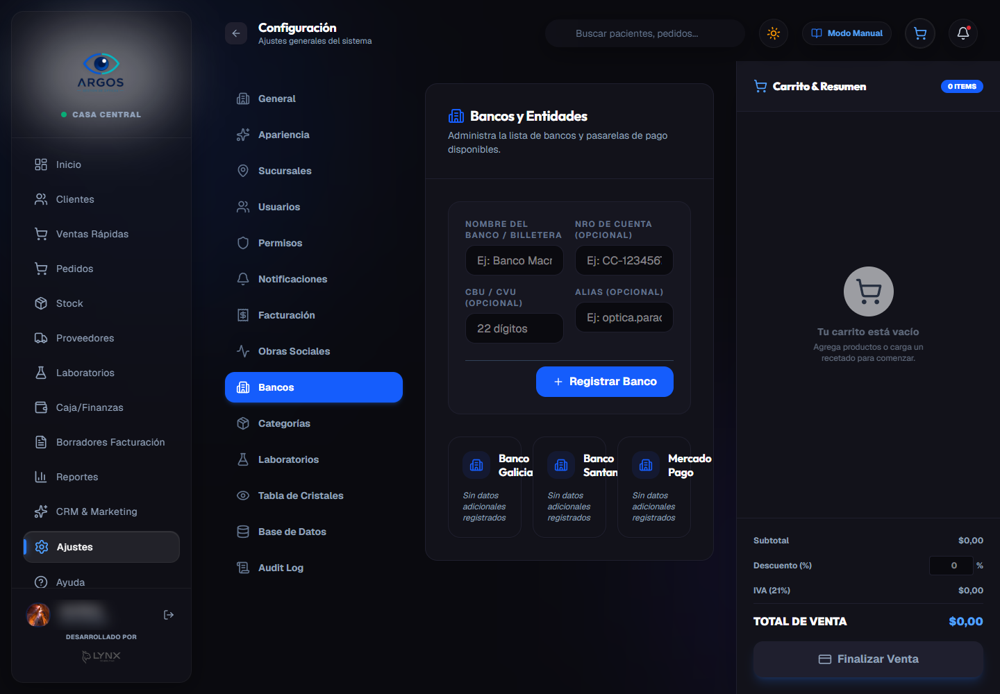 ARGOS
CASA CENTRAL
Inicio
Clientes
Ventas Rápidas
Pedidos
Stock
Proveedores
Laboratorios
Caja/Finanzas
Borradores Facturación
Reportes
CRM & Marketing
Ajustes
Ayuda
DESARROLLADO POR
LYNX
Configuración
Ajustes generales del sistema
Buscar pacientes, pedidos...
Modo Manual
General
Apariencia
Sucursales
Usuarios
Permisos
Notificaciones
Facturación
Obras Sociales
Bancos
Categorías
Laboratorios
Tabla de Cristales
Base de Datos
Audit Log
Bancos y Entidades
Administra la lista de bancos y pasarelas de pago
disponibles.
NOMBRE DEL
BANCO / BILLETERA
Ej: Banco Macr
NRO DE CUENTA
(OPCIONAL)
Ej: CC-1234567
CBU / CVU
(OPCIONAL)
22 dígitos
ALIAS (OPCIONAL)
Ej: optica.parac
Registrar Banco
Banco
Galicia
Sin datos
adicionales
registrados
Banco
Santan
Sin datos
adicionales
registrados
Mercado
Pago
Sin datos
adicionales
registrados
Carrito & Resumen
0 ITEMS
Tu carrito está vacío
Agrega productos o carga un
recetado para comenzar.
Subtotal $0,00
Descuento (%) 0 %
IVA (21%) $0,00
TOTAL DE VENTA $0,00
Finalizar Venta